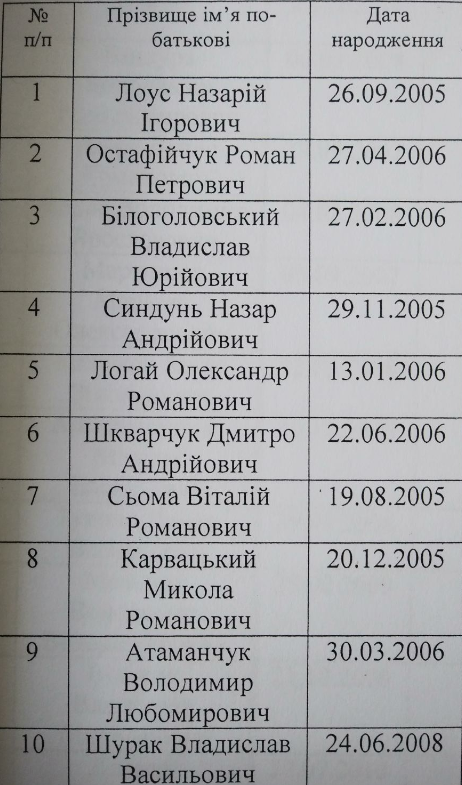 № Прізвище ім’я по- Дата
п/п батькові народження
1 Лоус Назарій 26.09.2005
Ігорович
2 Остафійчук Роман 27.04.2006
Петрович
3 Білоголовський 27.02.2006
Владислав
Юрійович
4 Синдунь Назар 29.11.2005
Андрійович
5 Логай Олександр 13.01.2006
Романович
6 Шкварчук Дмитро 22.06.2006
Андрійович
7 Сьома Віталій 19.08.2005
Романович
8 Карвацький 20.12.2005
Микола
Романович
9 Атаманчук 30.03.2006
Володимир
Любомирович
10 Шурак Владислав 24.06.2008
Васильович